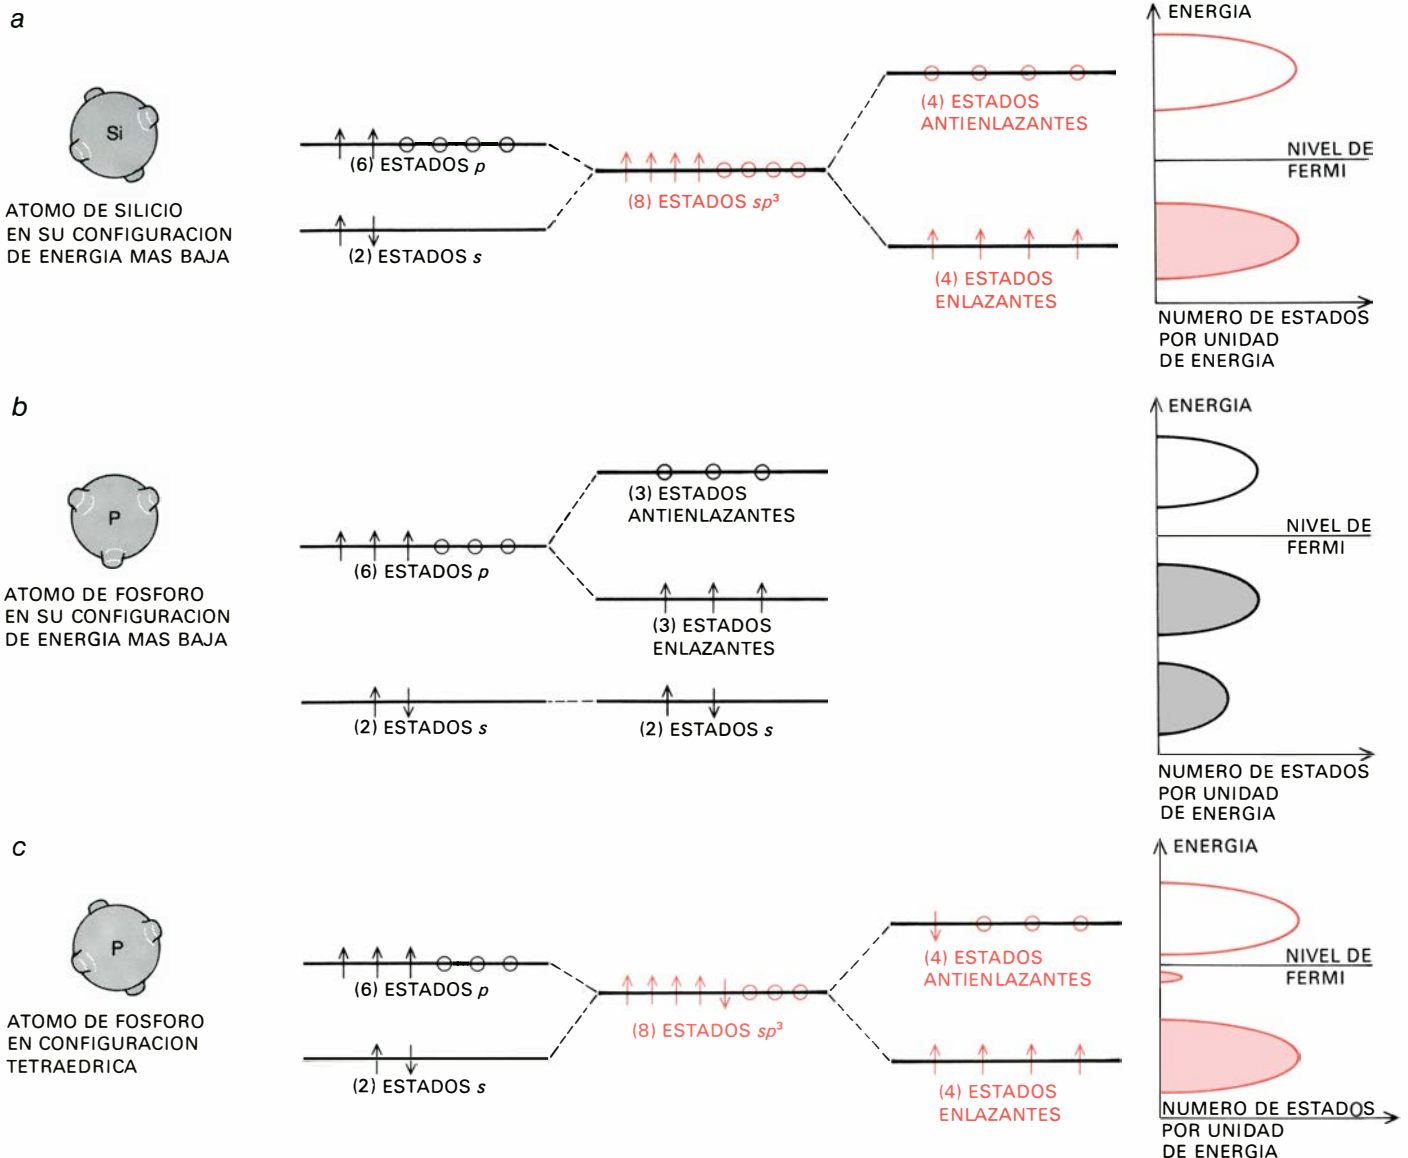 a
Si
ATOMO DE SILICIO
EN SU CONFIGURACION
DE ENERGIA MAS BAJA
(6) ESTADOS p
(2) ESTADOS s
(8) ESTADOS sp³
(4) ESTADOS
ANTIENLAZANTES
(4) ESTADOS
ENLAZANTES
ENERGIA
NIVEL DE
FERMI
NUMERO DE ESTADOS
POR UNIDAD
DE ENERGIA
b
P
ATOMO DE FOSFORO
EN SU CONFIGURACION
DE ENERGIA MAS BAJA
(6) ESTADOS p
(2) ESTADOS s
(3) ESTADOS
ANTIENLAZANTES
(3) ESTADOS
ENLAZANTES
(2) ESTADOS s
ENERGIA
NIVEL DE
FERMI
NUMERO DE ESTADOS
POR UNIDAD
DE ENERGIA
c
P
ATOMO DE FOSFORO
EN CONFIGURACION
TETRAEDRICA
(6) ESTADOS p
(2) ESTADOS s
(8) ESTADOS sp³
(4) ESTADOS
ANTIENLAZANTES
(4) ESTADOS
ENLAZANTES
ENERGIA
NIVEL DE
FERMI
NUMERO DE ESTADOS
POR UNIDAD
DE ENERGIA